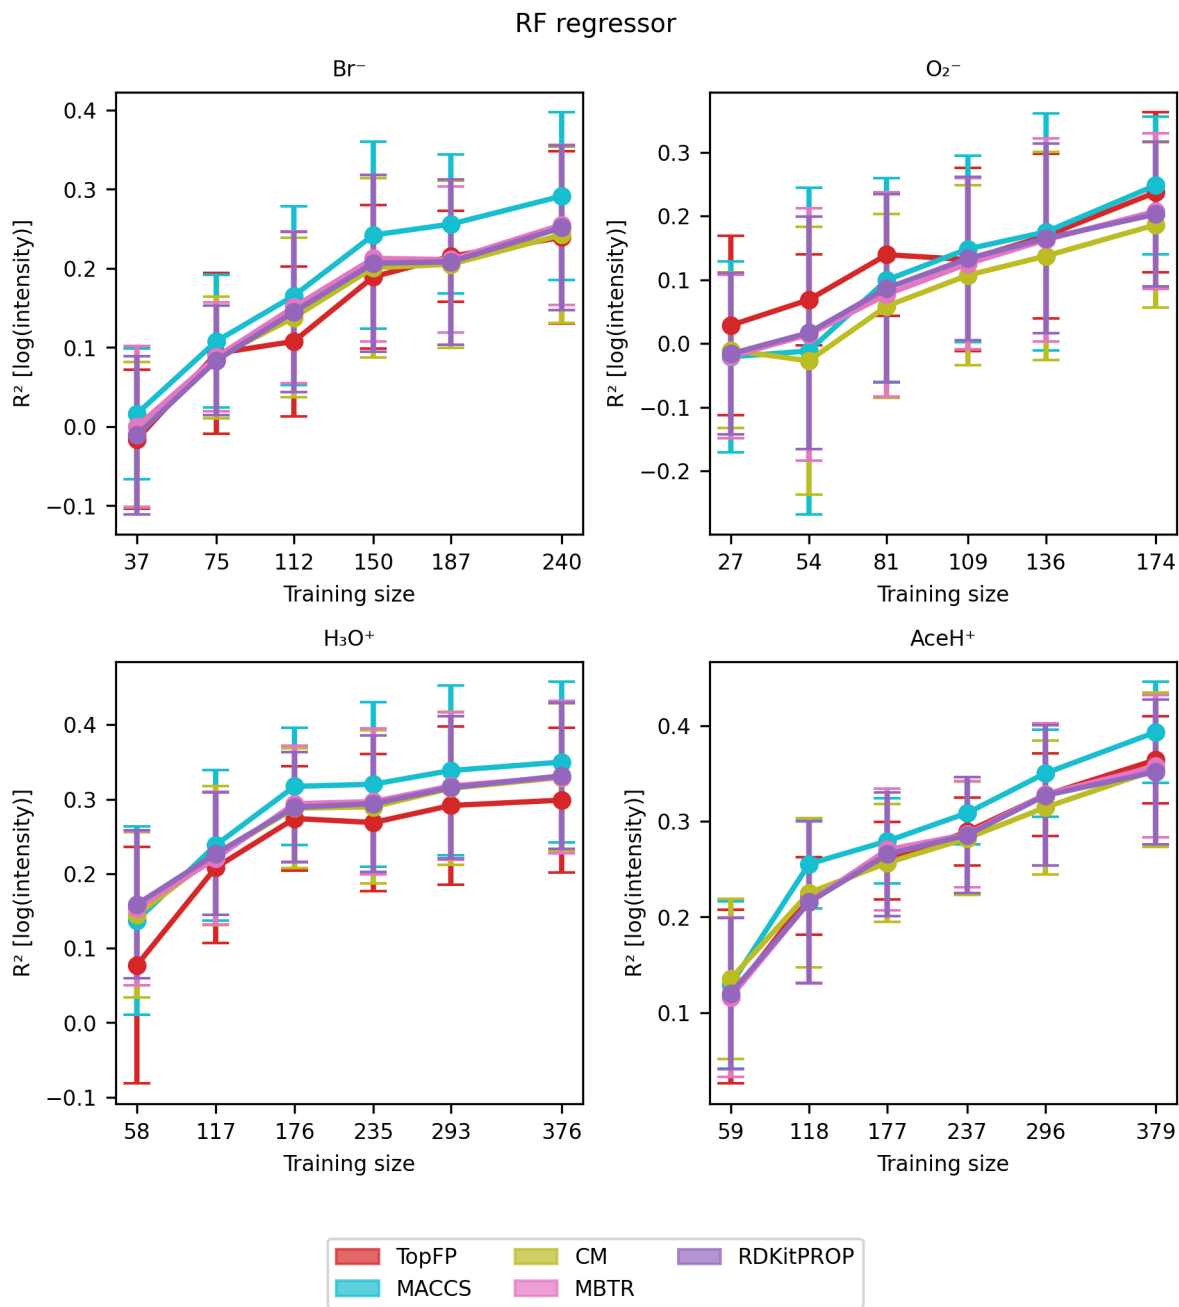 RF regressor
Br⁻
R² [log(intensity)]
0.4
0.3
0.2
0.1
0.0
−0.1
37 75 112 150 187 240
Training size
O₂⁻
R² [log(intensity)]
0.3
0.2
0.1
0.0
−0.1
−0.2
27 54 81 109 136 174
Training size
H₃O⁺
R² [log(intensity)]
0.4
0.3
0.2
0.1
0.0
−0.1
58 117 176 235 293 376
Training size
AceH⁺
R² [log(intensity)]
0.4
0.3
0.2
0.1
59 118 177 237 296 379
Training size
TopFP CM RDKitPROP
MACCS MBTR